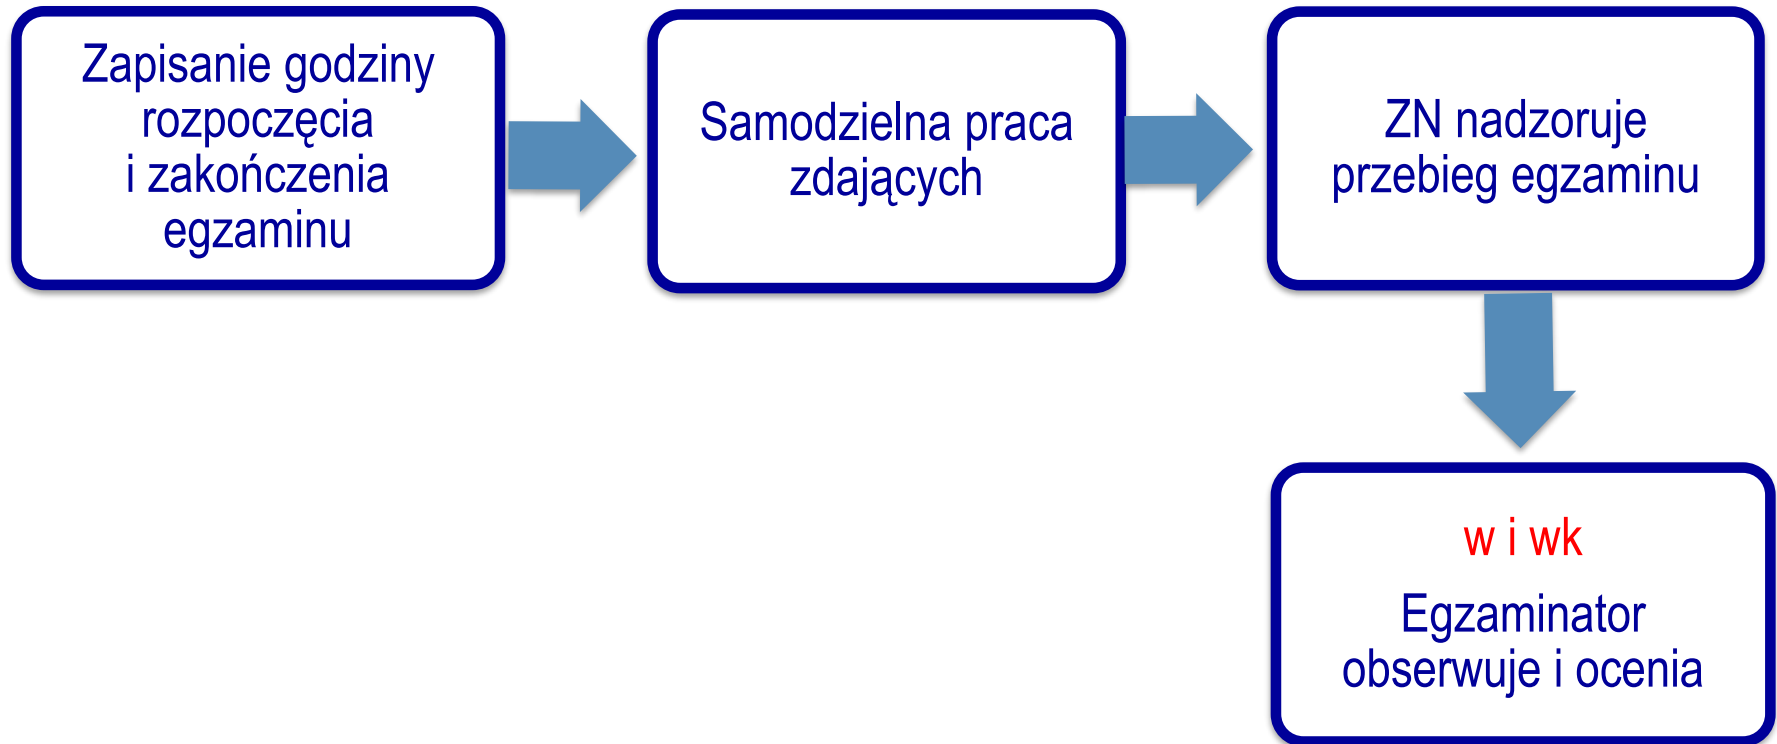 Zapisanie godziny
rozpoczęcia
i zakończenia
egzaminu
Samodzielna praca
zdających
ZN nadzoruje
przebieg egzaminu
w i wk
Egzaminator
obserwuje i ocenia